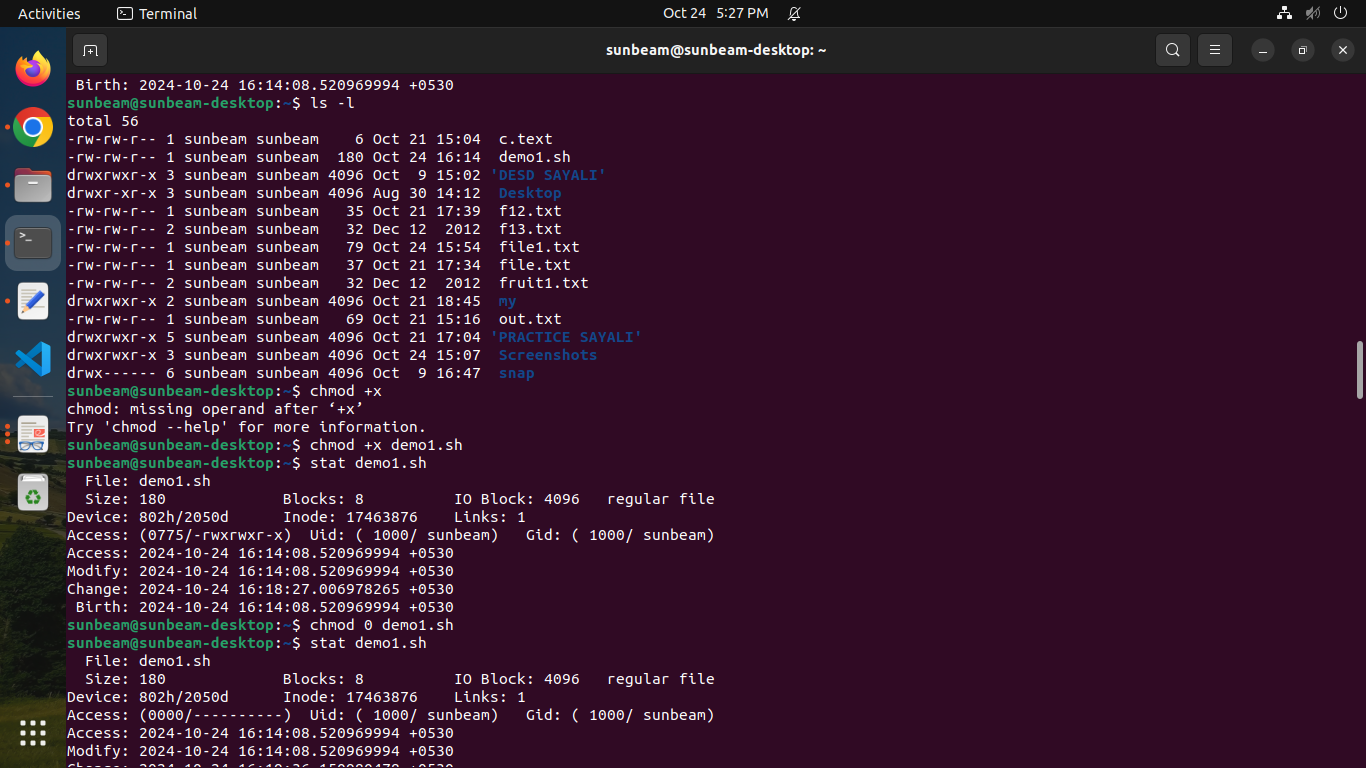 Activities
Terminal
Oct 24 5:27 PM
sunbeam@sunbeam-desktop: ~
 Birth: 2024-10-24 16:14:08.520969994 +0530
sunbeam@sunbeam-desktop:~$ ls -l
total 56
-rw-rw-r-- 1 sunbeam sunbeam    6 Oct 21 15:04  c.text
-rw-rw-r-- 1 sunbeam sunbeam  180 Oct 24 16:14  demo1.sh
drwxrwxr-x 3 sunbeam sunbeam 4096 Oct  9 15:02 'DESD SAYALI'
drwxr-xr-x 3 sunbeam sunbeam 4096 Aug 30 14:12  Desktop
-rw-rw-r-- 1 sunbeam sunbeam   35 Oct 21 17:39  f12.txt
-rw-rw-r-- 2 sunbeam sunbeam   32 Dec 12  2012  f13.txt
-rw-rw-r-- 1 sunbeam sunbeam   79 Oct 24 15:54  file1.txt
-rw-rw-r-- 1 sunbeam sunbeam   37 Oct 21 17:34  file.txt
-rw-rw-r-- 2 sunbeam sunbeam   32 Dec 12  2012  fruit1.txt
drwxrwxr-x 2 sunbeam sunbeam 4096 Oct 21 18:45  my
-rw-rw-r-- 1 sunbeam sunbeam   69 Oct 21 15:16  out.txt
drwxrwxr-x 5 sunbeam sunbeam 4096 Oct 21 17:04 'PRACTICE SAYALI'
drwxrwxr-x 3 sunbeam sunbeam 4096 Oct 24 15:07  Screenshots
drwx------ 6 sunbeam sunbeam 4096 Oct  9 16:47  snap
sunbeam@sunbeam-desktop:~$ chmod +x
chmod: missing operand after ‘+x’
Try 'chmod --help' for more information.
sunbeam@sunbeam-desktop:~$ chmod +x demo1.sh
sunbeam@sunbeam-desktop:~$ stat demo1.sh
  File: demo1.sh
  Size: 180             Blocks: 8          IO Block: 4096   regular file
Device: 802h/2050d      Inode: 17463876    Links: 1
Access: (0775/-rwxrwxr-x)  Uid: ( 1000/ sunbeam)   Gid: ( 1000/ sunbeam)
Access: 2024-10-24 16:14:08.520969994 +0530
Modify: 2024-10-24 16:14:08.520969994 +0530
Change: 2024-10-24 16:18:27.006978265 +0530
 Birth: 2024-10-24 16:14:08.520969994 +0530
sunbeam@sunbeam-desktop:~$ chmod 0 demo1.sh
sunbeam@sunbeam-desktop:~$ stat demo1.sh
  File: demo1.sh
  Size: 180             Blocks: 8          IO Block: 4096   regular file
Device: 802h/2050d      Inode: 17463876    Links: 1
Access: (0000/----------)  Uid: ( 1000/ sunbeam)   Gid: ( 1000/ sunbeam)
Access: 2024-10-24 16:14:08.520969994 +0530
Modify: 2024-10-24 16:14:08.520969994 +0530